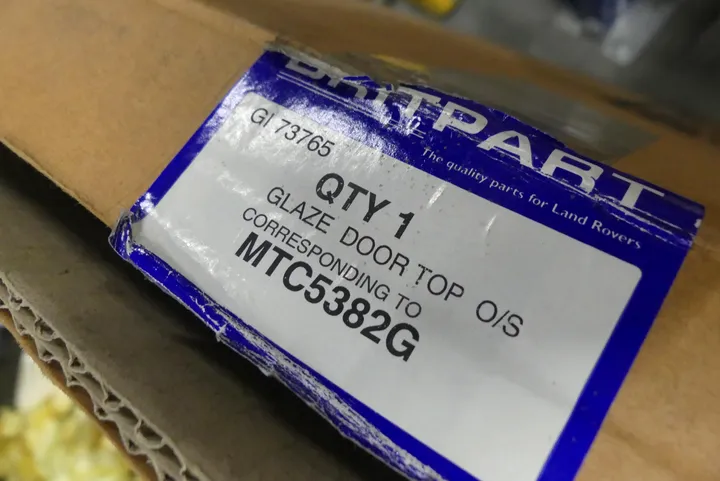 BRITPART
The quality parts for Land Rovers
GI 73765
QTY 1
GLAZE DOOR TOP O/S
CORRESPONDING TO
MTC5382G